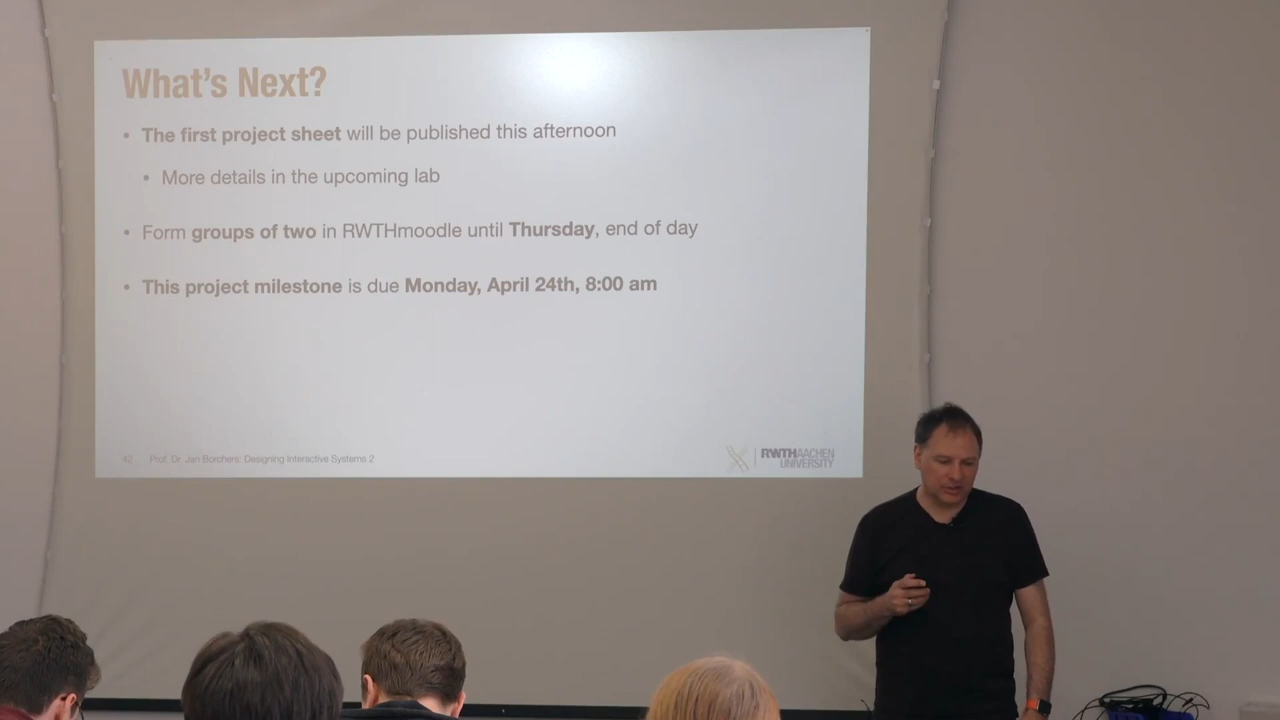 What's Next?
• The first project sheet will be published this afternoon
• More details in the upcoming lab
• Form groups of two in RWTHmoodle until Thursday, end of day
• This project milestone is due Monday, April 24th, 8:00 am
42 Prof. Dr. Jan Borchers: Designing Interactive Systems 2
RWTHAACHEN
UNIVERSITY